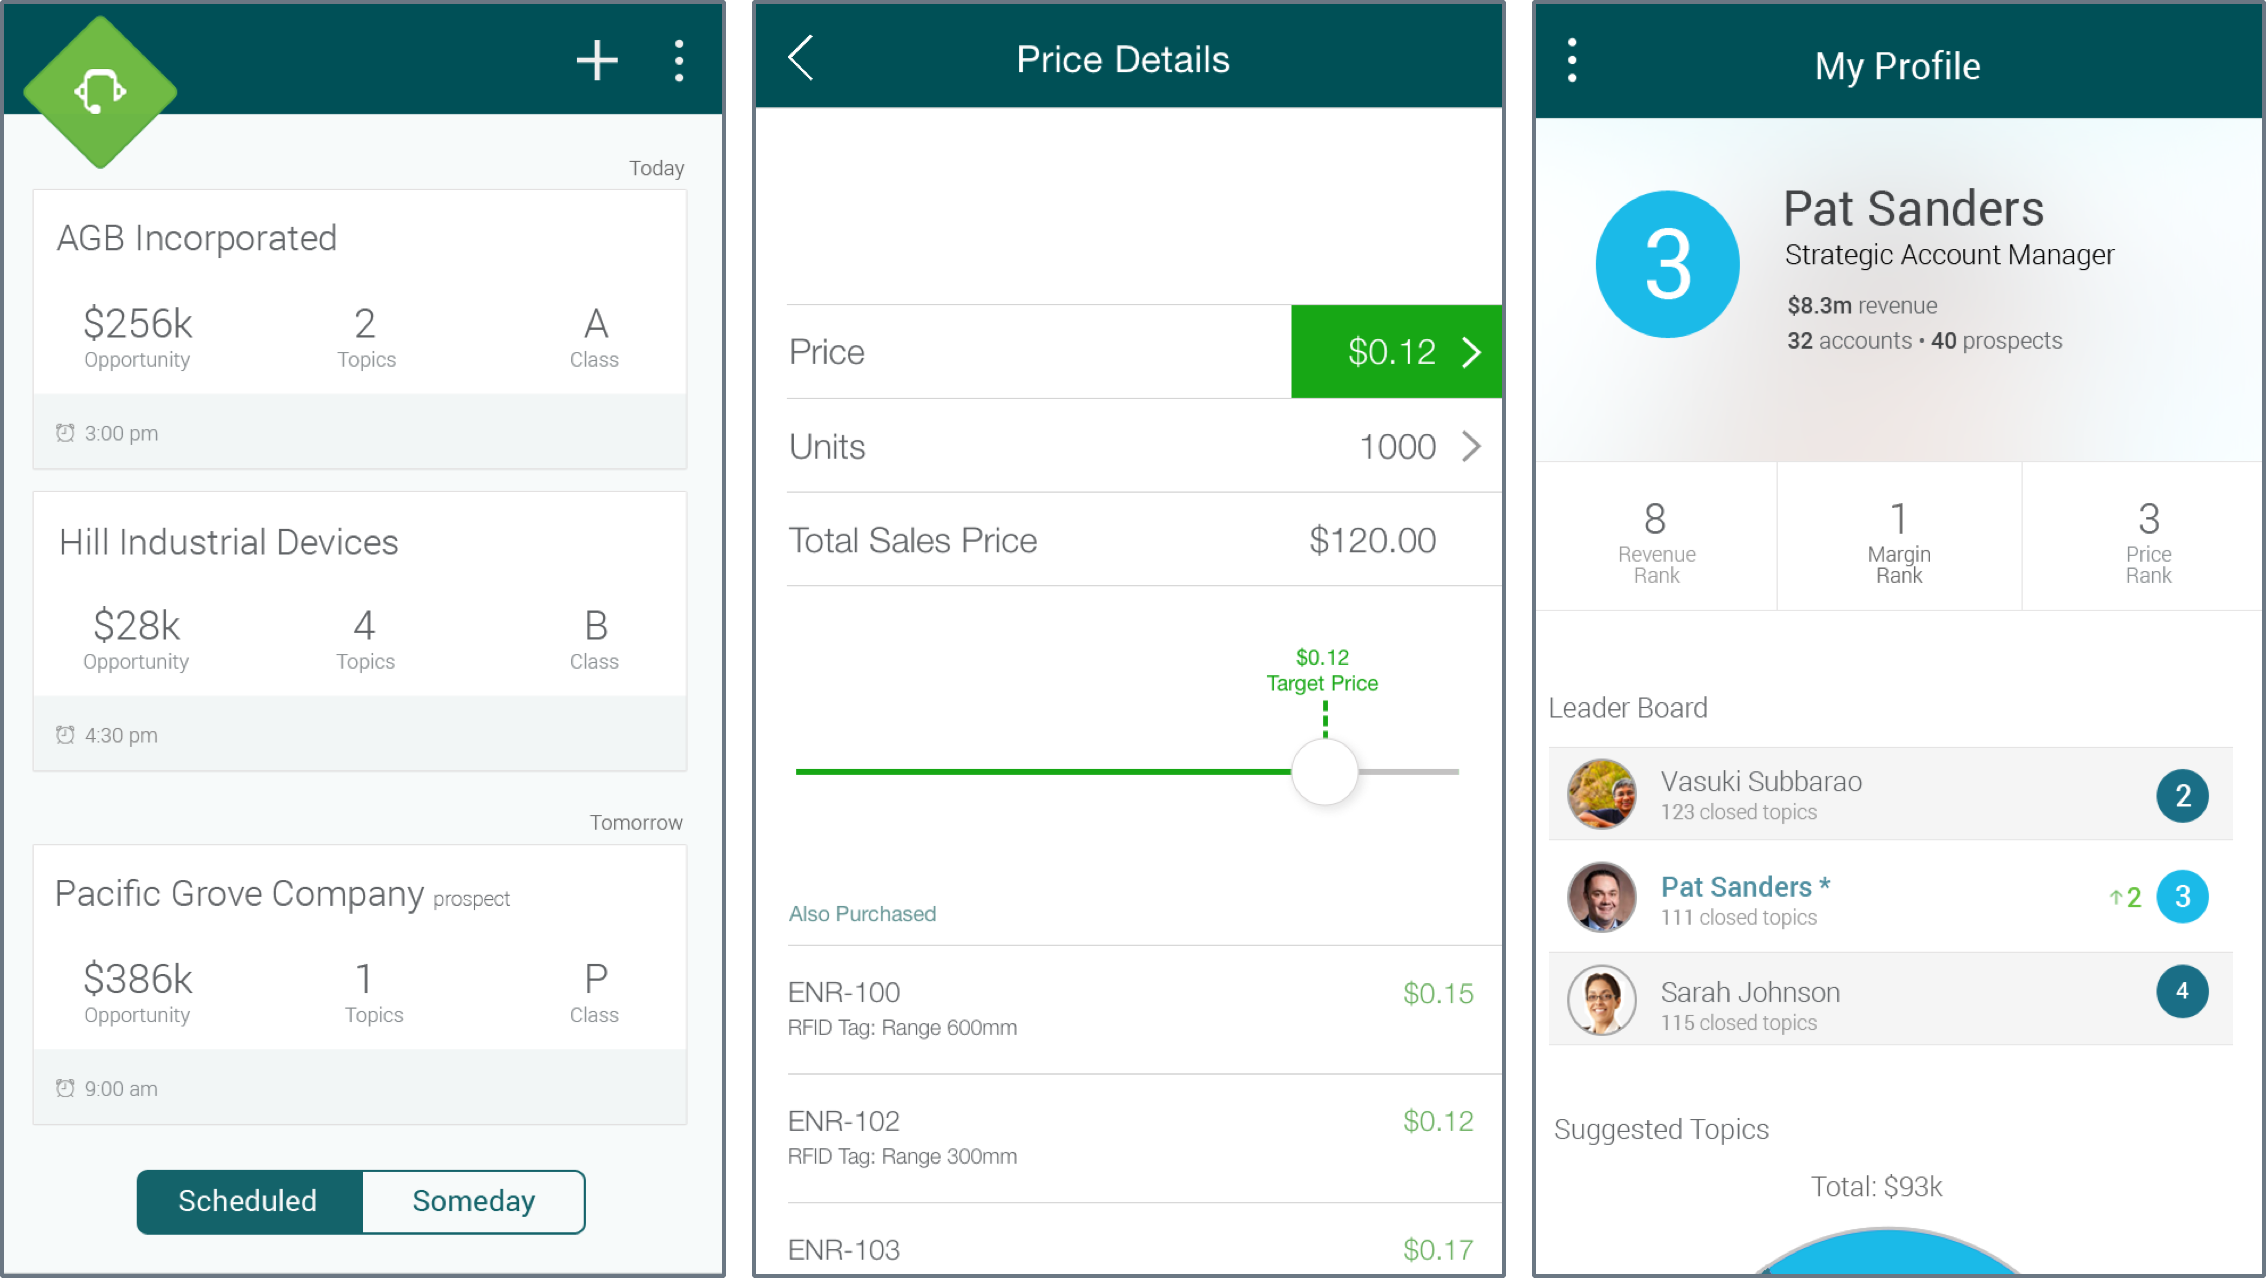 Today
AGB Incorporated
$256k 2 A
Opportunity Topics Class
3:00 pm
Hill Industrial Devices
$28k 4 B
Opportunity Topics Class
4:30 pm
Tomorrow
Pacific Grove Company prospect
$386k 1 P
Opportunity Topics Class
9:00 am
Scheduled Someday
Price Details
Price $0.12
Units 1000
Total Sales Price $120.00
$0.12
Target Price
Also Purchased
ENR-100 $0.15
RFID Tag: Range 600mm
ENR-102 $0.12
RFID Tag: Range 300mm
ENR-103 $0.17
My Profile
3
Pat Sanders
Strategic Account Manager
$8.3m revenue
32 accounts • 40 prospects
8 1 3
Revenue Margin Price
Rank Rank Rank
Leader Board
Vasuki Subbarao 2
123 closed topics
Pat Sanders * ↑2 3
111 closed topics
Sarah Johnson 4
115 closed topics
Suggested Topics
Total: $93k